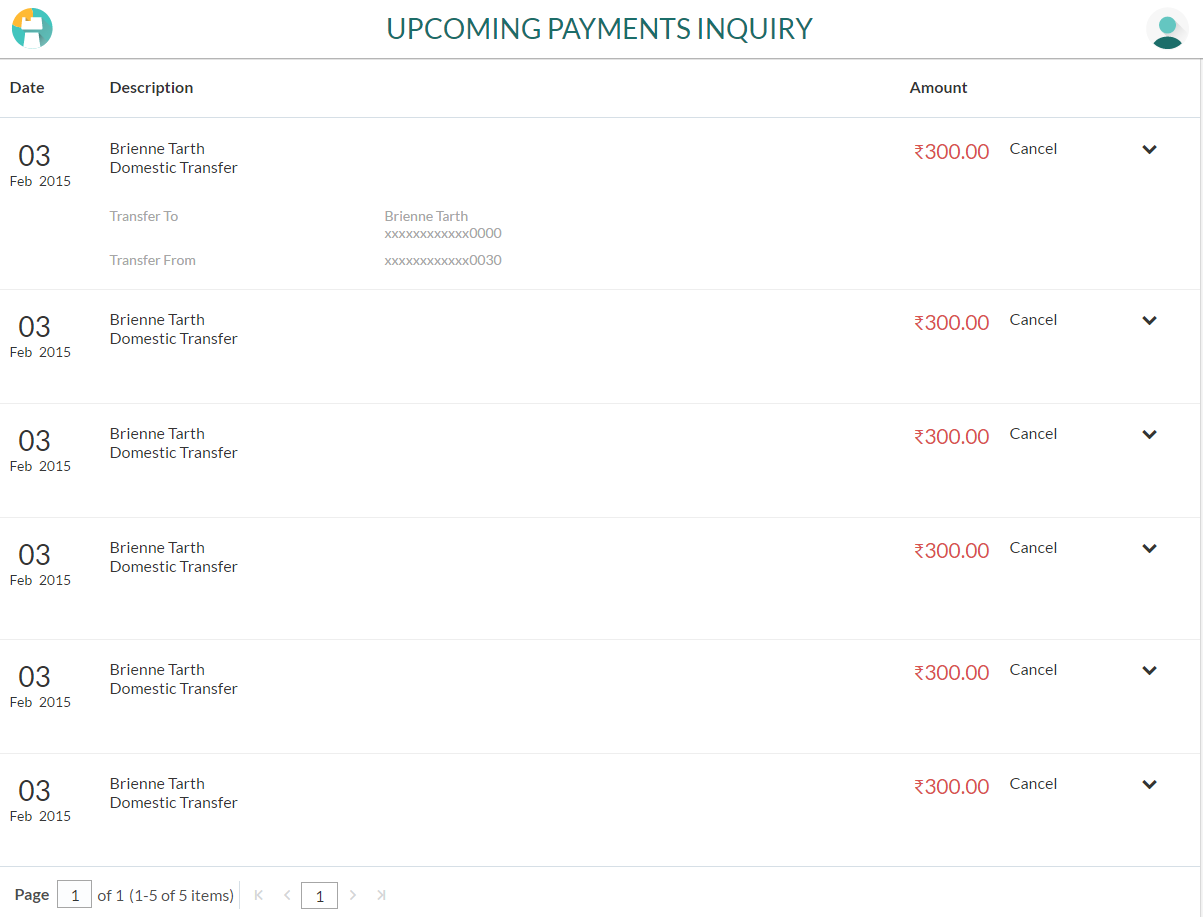 UPCOMING PAYMENTS INQUIRY
Date Description Amount
03 Brienne Tarth ₹300.00 Cancel
Feb 2015 Domestic Transfer
Transfer To Brienne Tarth
xxxxxxxxxxxx0000
Transfer From xxxxxxxxxxxx0030
03 Brienne Tarth ₹300.00 Cancel
Feb 2015 Domestic Transfer
03 Brienne Tarth ₹300.00 Cancel
Feb 2015 Domestic Transfer
03 Brienne Tarth ₹300.00 Cancel
Feb 2015 Domestic Transfer
03 Brienne Tarth ₹300.00 Cancel
Feb 2015 Domestic Transfer
03 Brienne Tarth ₹300.00 Cancel
Feb 2015 Domestic Transfer
Page 1 of 1 (1-5 of 5 items) 1